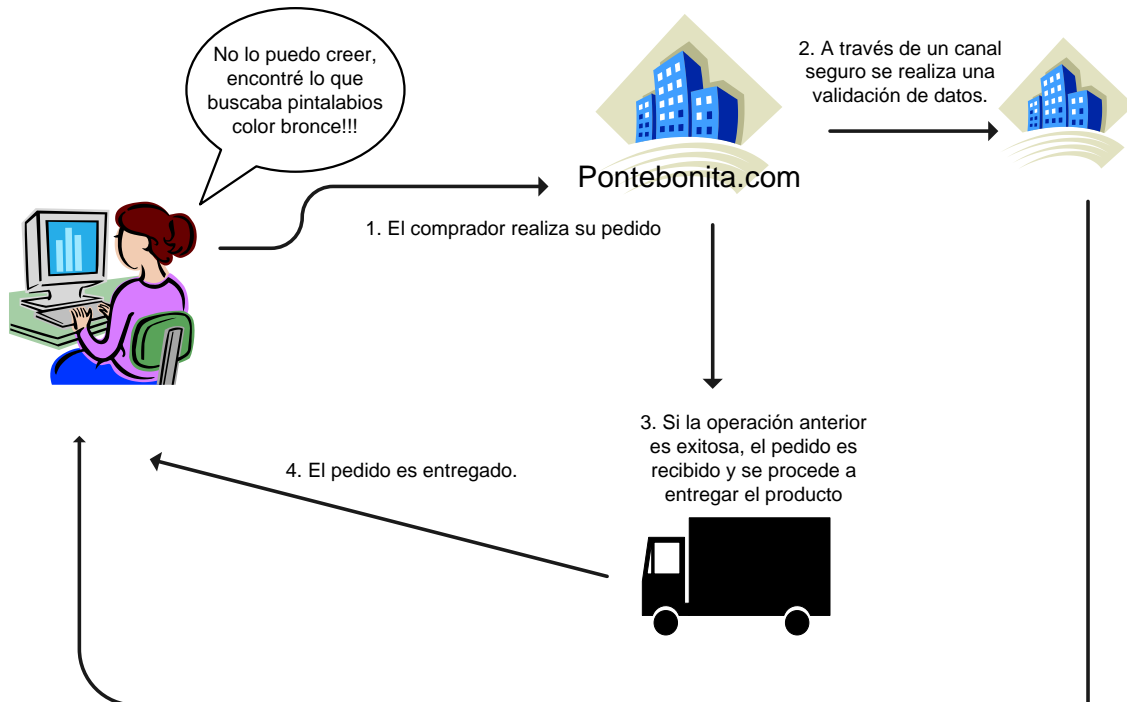 No lo puedo creer,
encontré lo que
buscaba pintalabios
color bronce!!!
2. A través de un canal
seguro se realiza una
validación de datos.
Pontebonita.com
1. El comprador realiza su pedido
3. Si la operación anterior
es exitosa, el pedido es
recibido y se procede a
entregar el producto
4. El pedido es entregado.